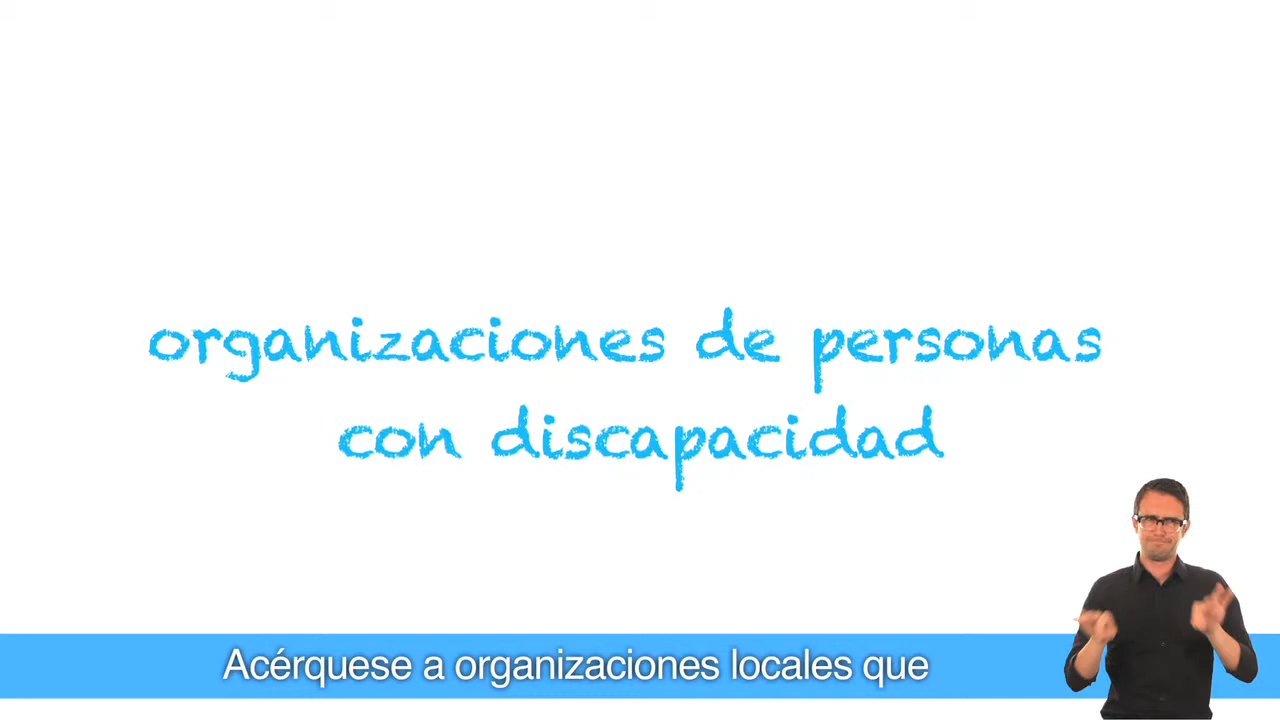 organizaciones de personas
con discapacidad
Acérquese a organizaciones locales que